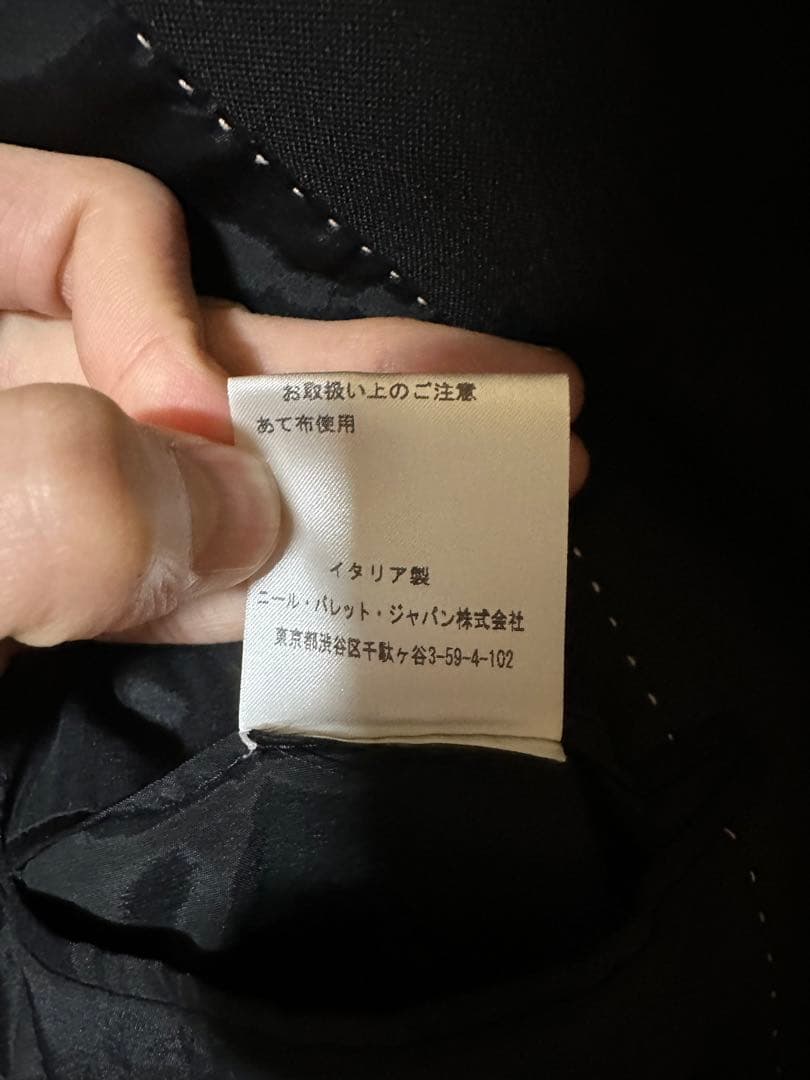 お取扱い上のご注意
あて布使用
イタリア製
ニール・バレット・ジャパン株式会社
東京都渋谷区千駄ヶ谷3-59-4-102